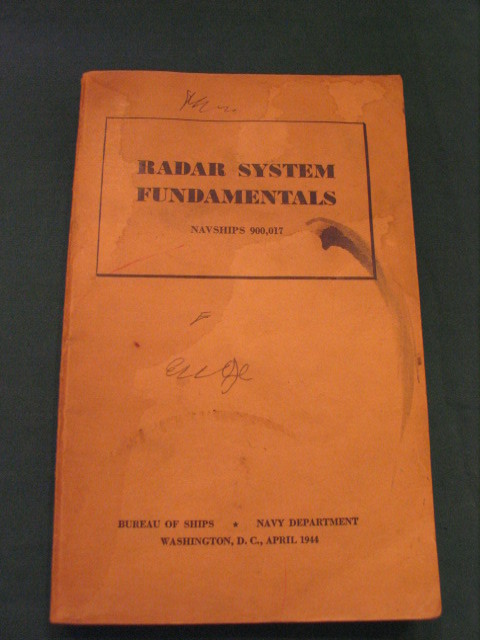 RADAR SYSTEM
FUNDAMENTALS
NAVSHIPS 900,017
BUREAU OF SHIPS • NAVY DEPARTMENT
WASHINGTON, D. C., APRIL 1944